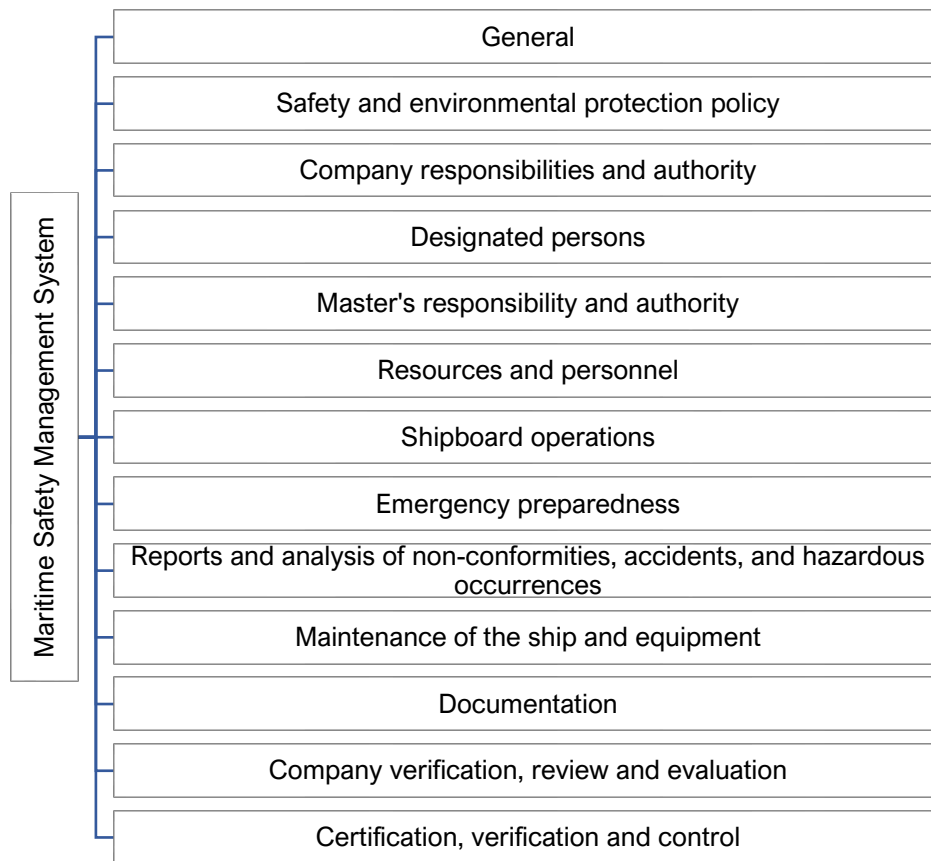 Maritime Safety Management System
General
Safety and environmental protection policy
Company responsibilities and authority
Designated persons
Master's responsibility and authority
Resources and personnel
Shipboard operations
Emergency preparedness
Reports and analysis of non-conformities, accidents, and hazardous
occurrences
Maintenance of the ship and equipment
Documentation
Company verification, review and evaluation
Certification, verification and control